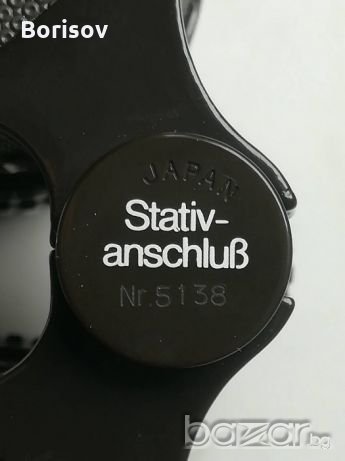 Borisov
JAPAN
Stativ-
anschluß
Nr.5138
bazar.bg